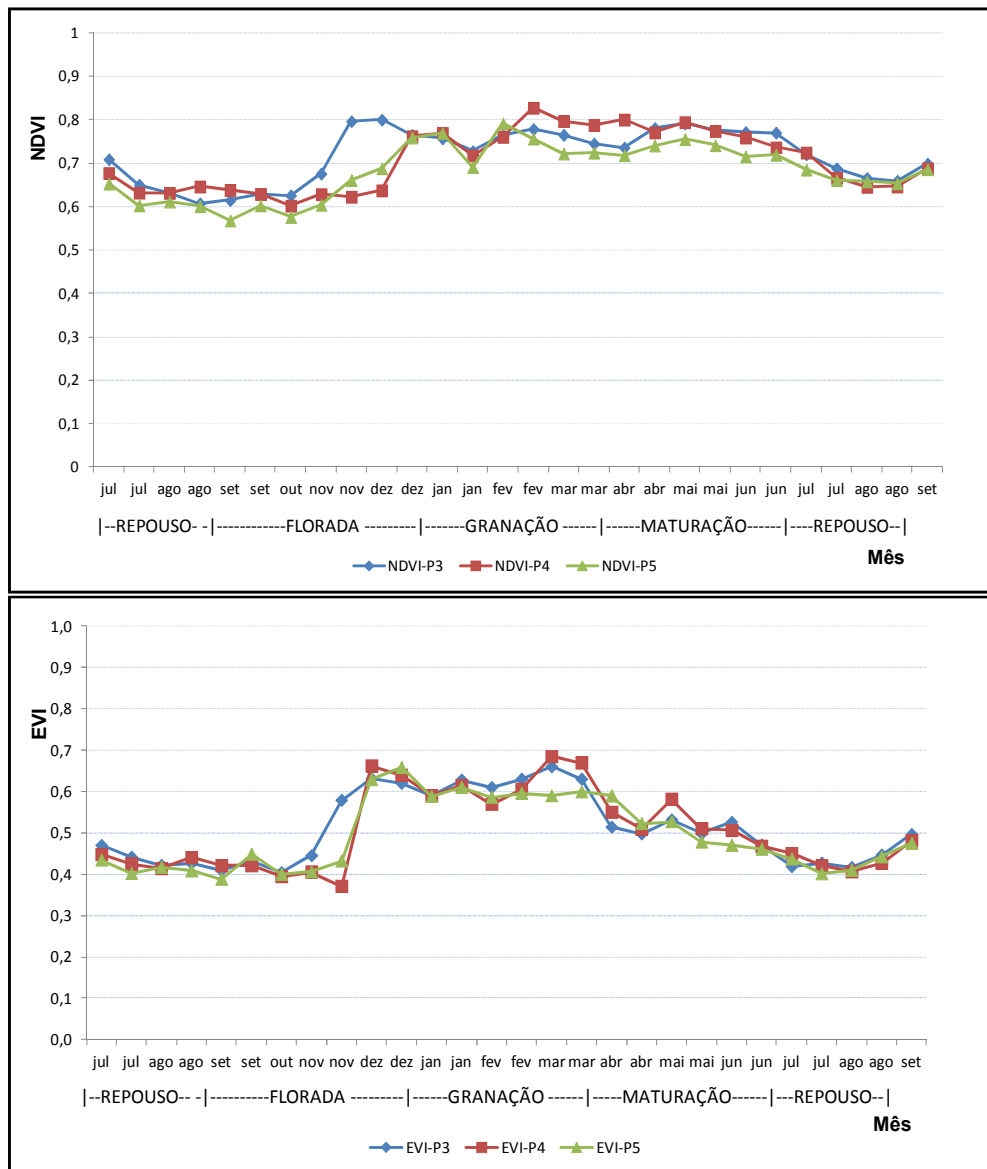 NDVI
1
0,9
0,8
0,7
0,6
0,5
0,4
0,3
0,2
0,1
0
jul jul ago ago set set out nov nov dez dez jan jan fev fev mar mar abr abr mai mai jun jun jul jul ago ago set
|--REPOUSO- -|------------FLORADA ---------|-------GRANAÇÃO ------|------MATURAÇÃO------|----REPOUSO--|
Mês
NDVI-P3 NDVI-P4 NDVI-P5
EVI
1,0
0,9
0,8
0,7
0,6
0,5
0,4
0,3
0,2
0,1
0,0
jul jul ago ago set set out nov nov dez dez jan jan fev fev mar mar abr abr mai mai jun jun jul jul ago ago set
|--REPOUSO-- -|----------FLORADA ---------|------GRANAÇÃO ------|-----MATURAÇÃO------|---REPOUSO--|
Mês
EVI-P3 EVI-P4 EVI-P5